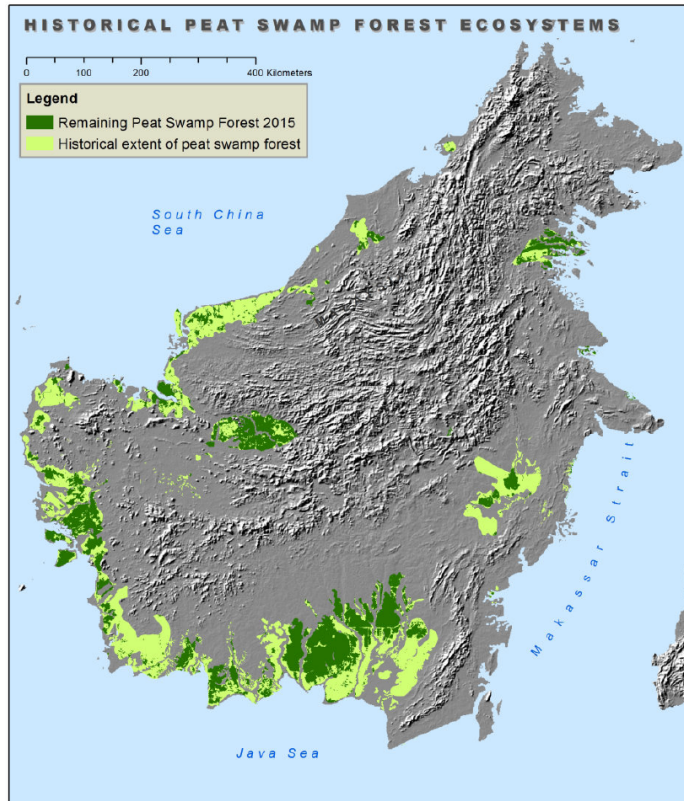 HISTORICAL PEAT SWAMP FOREST ECOSYSTEMS
0 100 200 400 Kilometers
Legend
Remaining Peat Swamp Forest 2015
Historical extent of peat swamp forest
South China
Sea
Makassar Strait
Java Sea